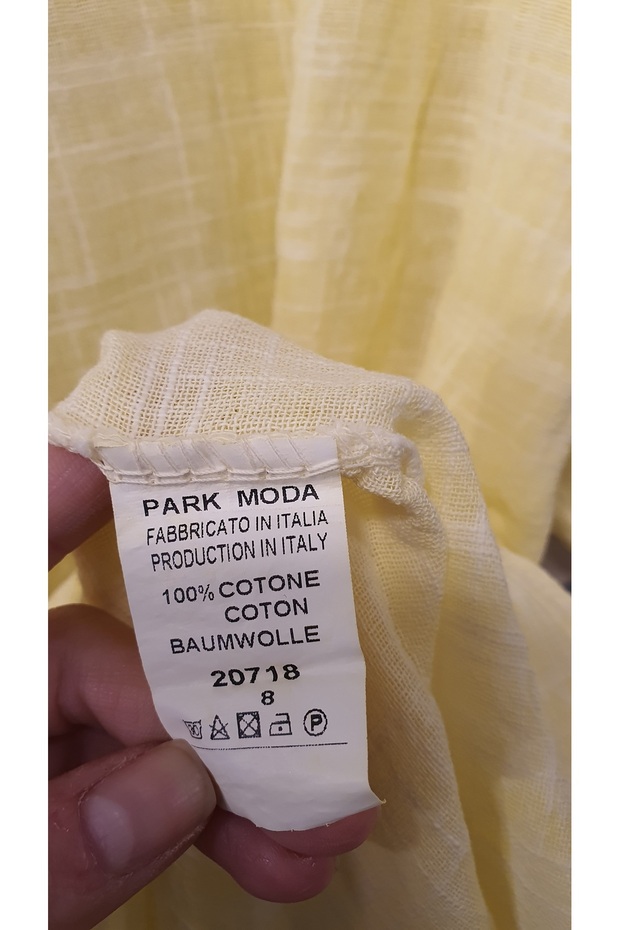 PARK MODA
FABBRICATO IN ITALIA
PRODUCTION IN ITALY
100% COTONE
COTON
BAUMWOLLE
20718
8
P